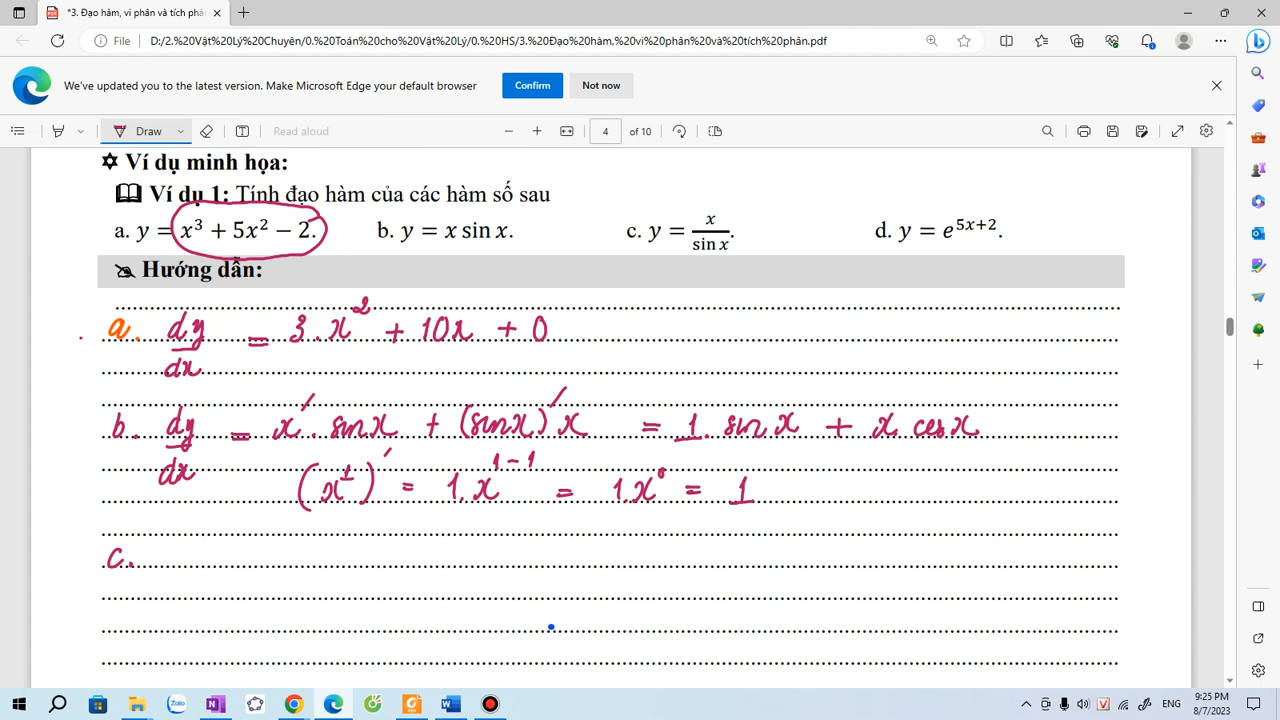 *3. Đạo hàm, vi phân và tích phâ
File D:/2.%20Vật%20Lý%20Chuyên/0.%20Toán%20cho%20Vật%20Lý/0.%20HS/3.%20Đạo%20hàm,%20vi%20phân%20và%20tích%20phân.pdf
We've updated you to the latest version. Make Microsoft Edge your default browser Confirm Not now
Draw Read aloud 4 of 10
Ví dụ minh họa:
Ví dụ 1: Tính đạo hàm của các hàm số sau
a. y = x³ + 5x² − 2. b. y = x sin x. c. y = x/sin x. d. y = e^{5x+2}.
Hướng dẫn:
a. dy/dx = 3.x² + 10x + 0
b. dy/dx = x'. sinx + (sinx)' x = 1. sinx + x cosx
(x¹)' = 1.x^{1-1} = 1.x⁰ = 1
c.
Zalo
ENG
9:25 PM
8/7/2023